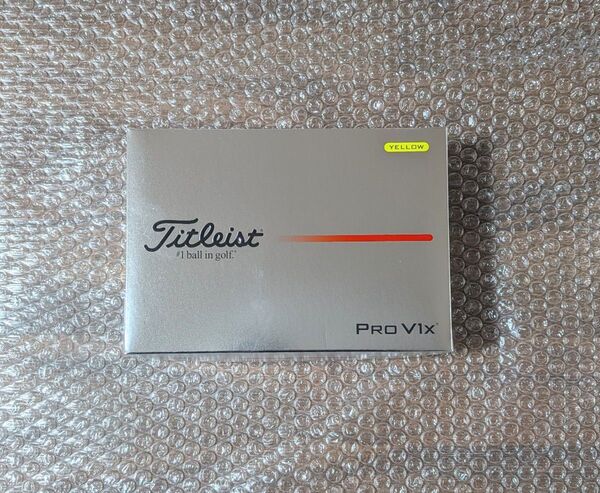 YELLOW
Titleist
#1 ball in golf.
PRO V1x